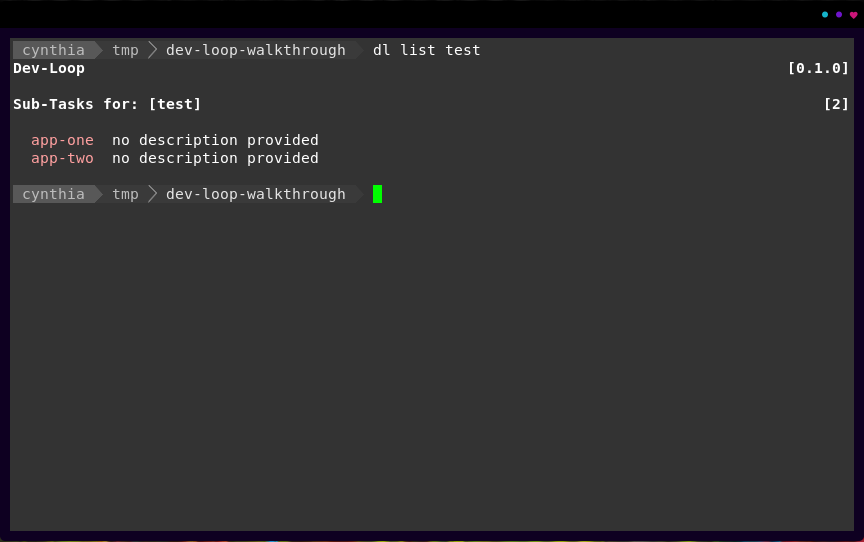 cynthia tmp dev-loop-walkthrough dl list test
Dev-Loop [0.1.0]
Sub-Tasks for: [test] [2]
app-one no description provided
app-two no description provided
cynthia tmp dev-loop-walkthrough